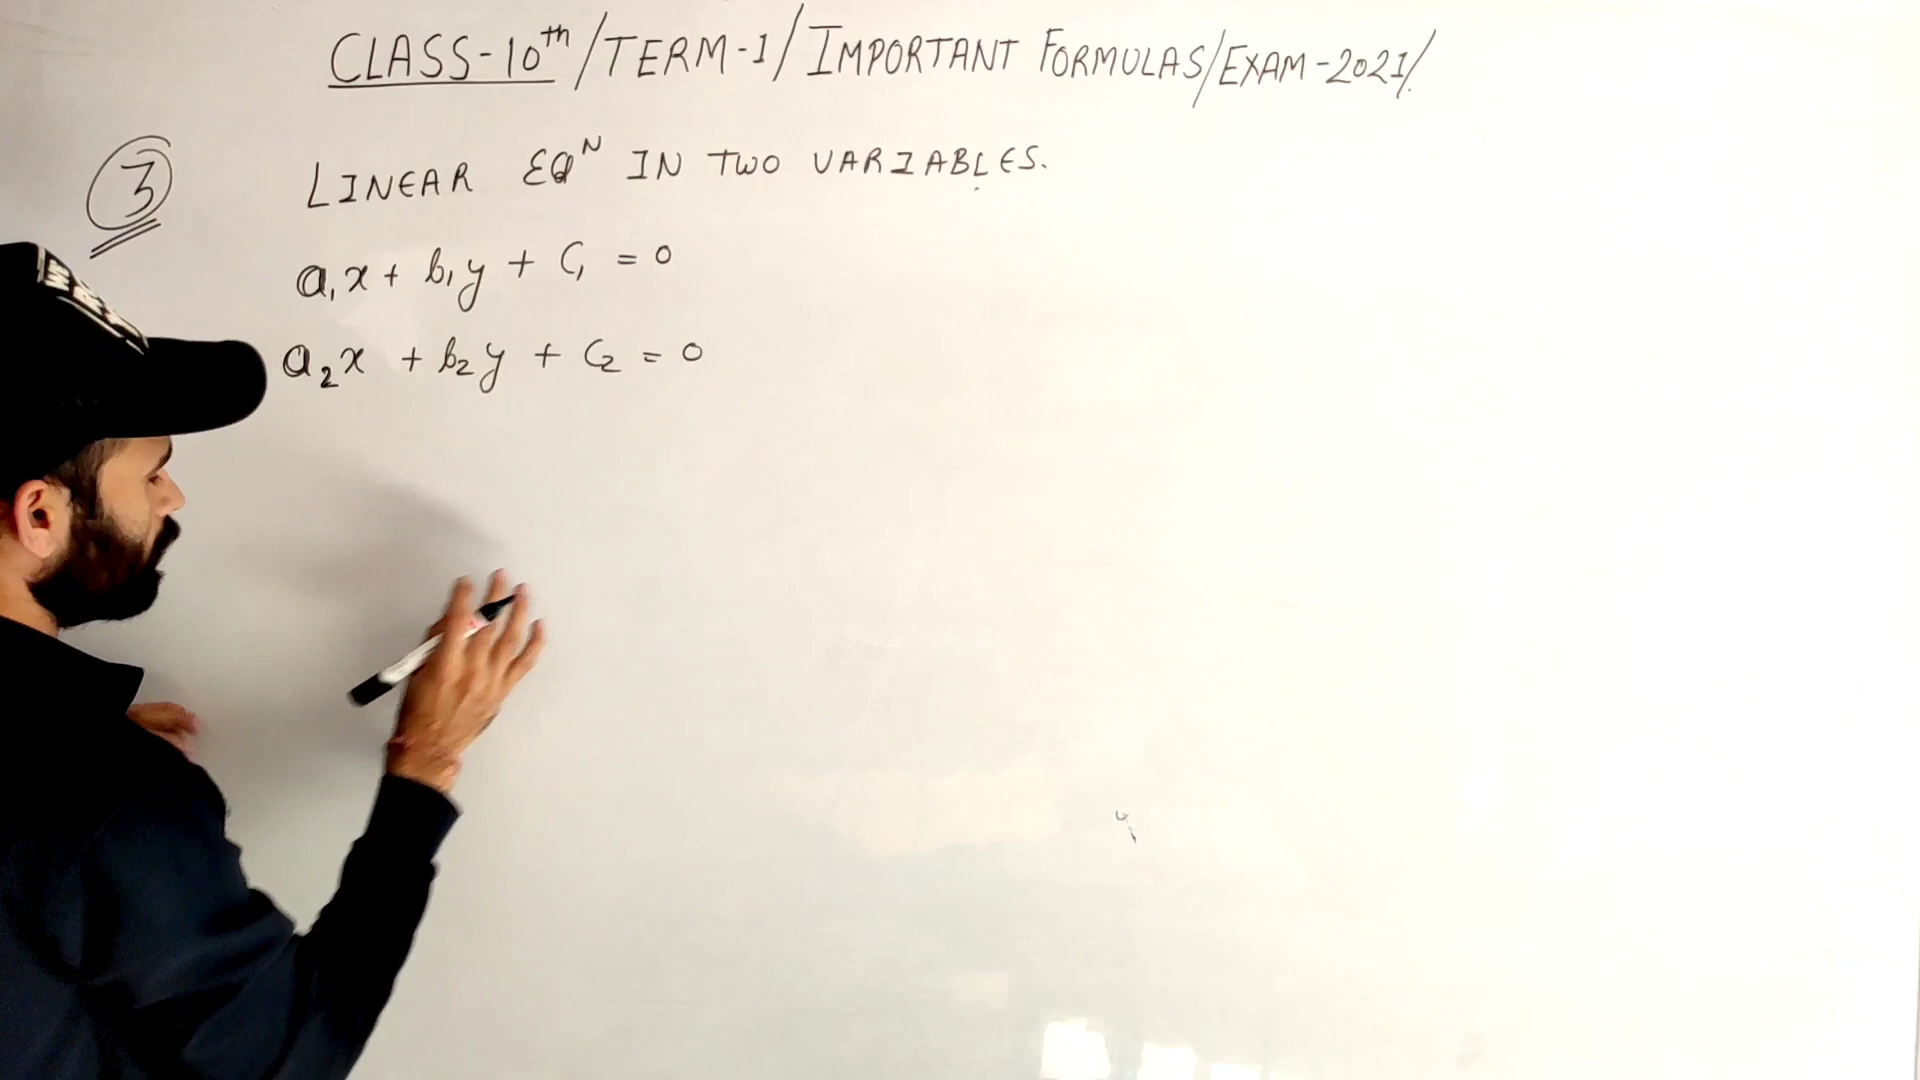 CLASS-10th/TERM-1/IMPORTANT FORMULAS/EXAM-2021/
3
LINEAR EQN IN TWO VARIABLES.
a₁x + b₁y + C₁ = 0
a₂x + b₂y + C₂ = 0